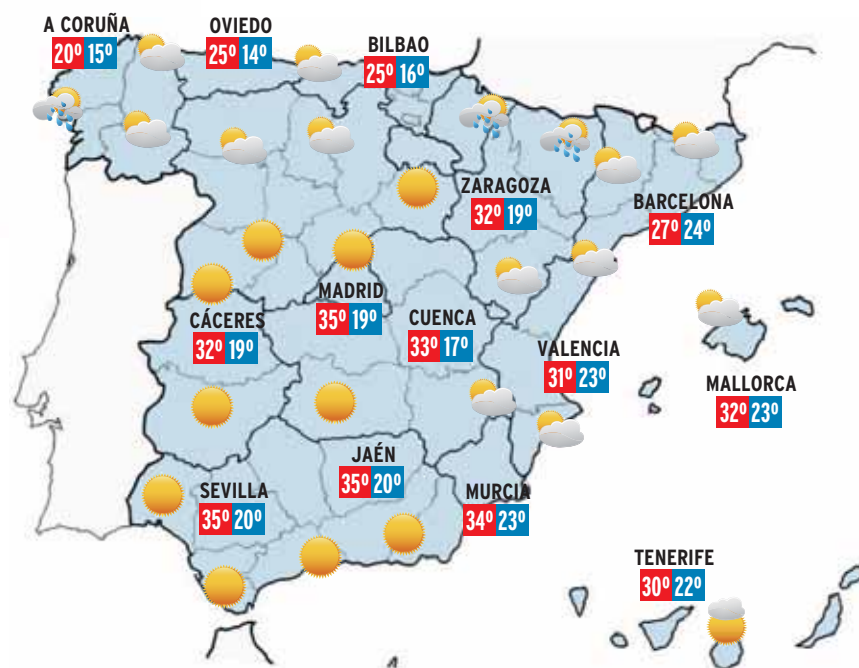 A CORUÑA
20º 15º
OVIEDO
25º 14º
BILBAO
25º 16º
ZARAGOZA
32º 19º
BARCELONA
27º 24º
MADRID
35º 19º
CÁCERES
32º 19º
CUENCA
33º 17º
VALENCIA
31º 23º
MALLORCA
32º 23º
JAÉN
35º 20º
SEVILLA
35º 20º
MURCIA
34º 23º
TENERIFE
30º 22º